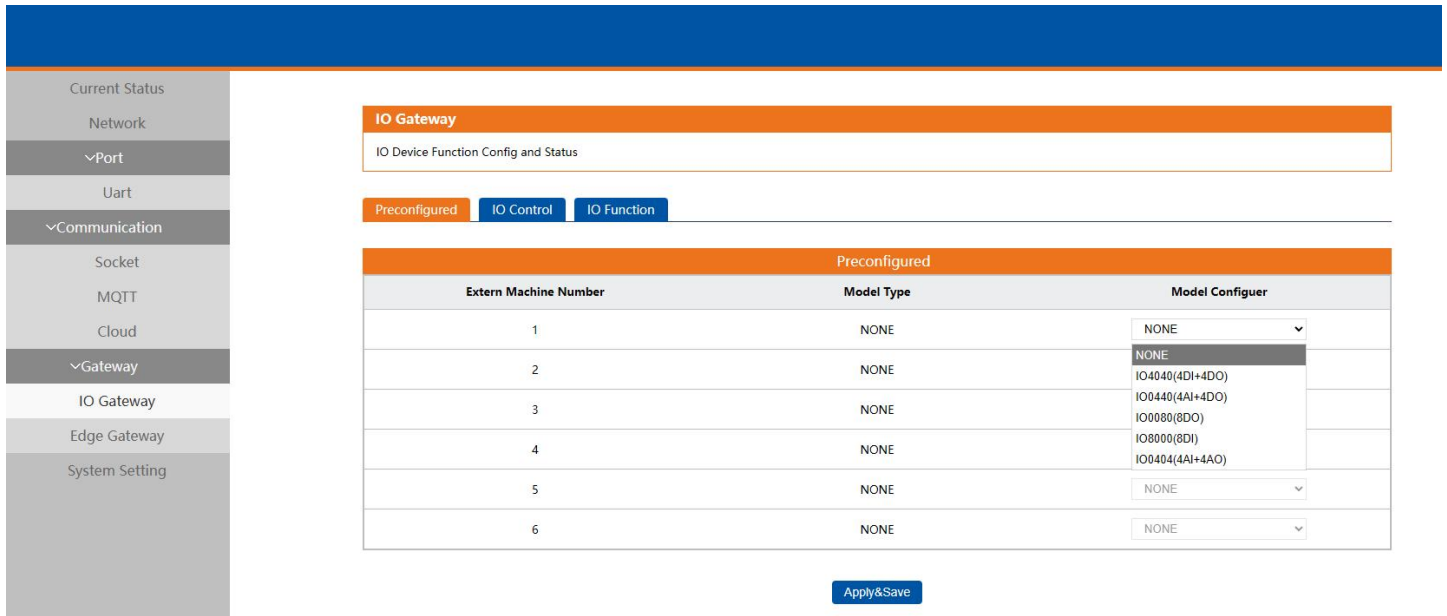 Current Status
Network
Port
Uart
Communication
Socket
MQTT
Cloud
Gateway
IO Gateway
Edge Gateway
System Setting
IO Gateway
IO Device Function Config and Status
Preconfigured IO Control IO Function
Preconfigured
Extern Machine Number Model Type Model Configuer
1 NONE NONE
NONE
2 NONE
IO4040(4DI+4DO)
IO0440(4AI+4DO)
3 NONE
IO0080(8DO)
IO8000(8DI)
4 NONE
IO0404(4AI+4AO)
5 NONE NONE
6 NONE NONE
Apply&Save